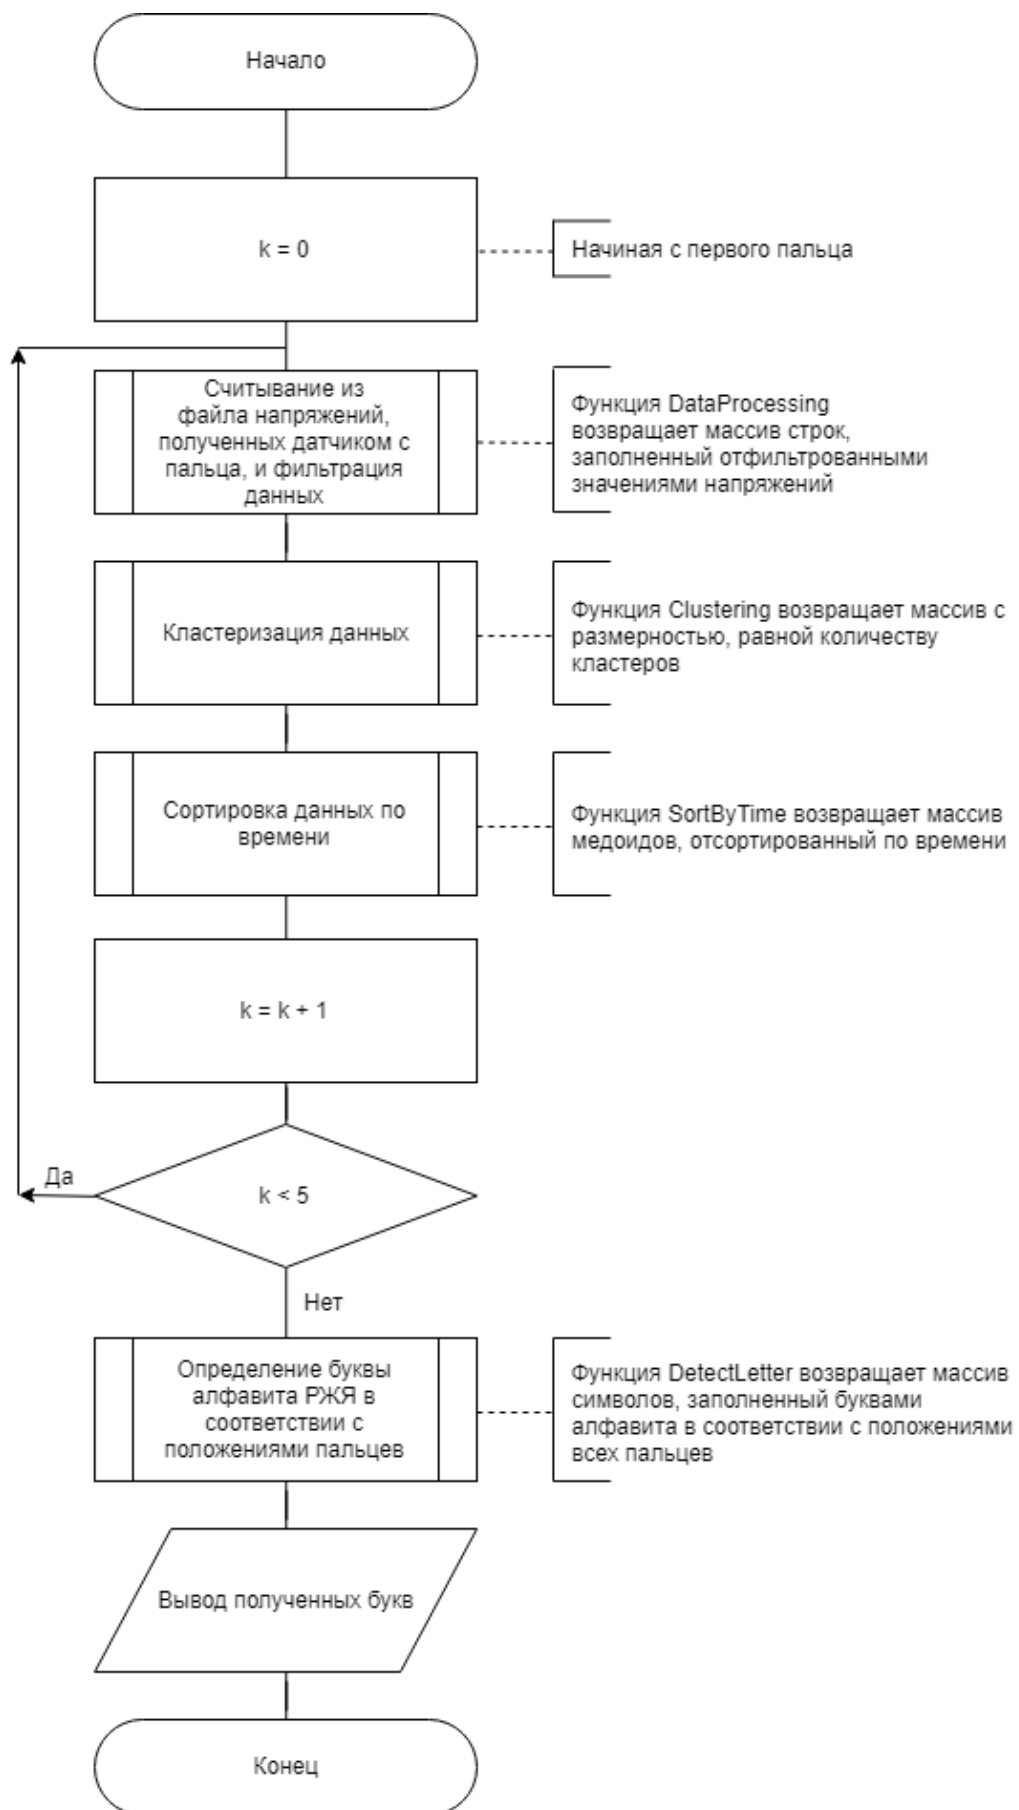 Начало
k = 0
Начиная с первого пальца
Считывание из
файла напряжений,
полученных датчиком с
пальца, и фильтрация
данных
Функция DataProcessing
возвращает массив строк,
заполненный отфильтрованными
значениями напряжений
Кластеризация данных
Функция Clustering возвращает массив с
размерностью, равной количеству
кластеров
Сортировка данных по
времени
Функция SortByTime возвращает массив
медоидов, отсортированный по времени
k = k + 1
Да
k < 5
Нет
Определение буквы
алфавита РЖЯ в
соответствии с
положениями пальцев
Функция DetectLetter возвращает массив
символов, заполненный буквами
алфавита в соответствии с положениями
всех пальцев
Вывод полученных букв
Конец